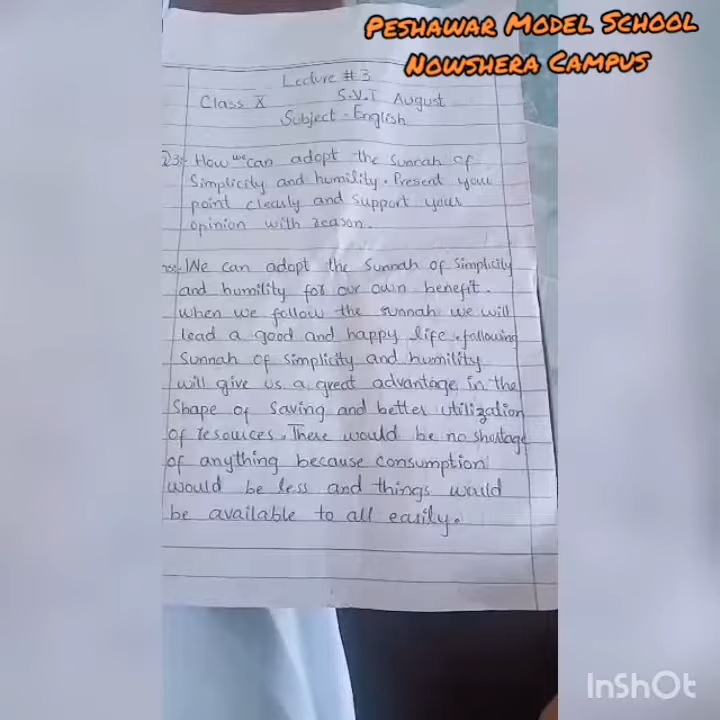 PESHAWAR MODEL SCHOOL
NOWSHERA CAMPUS
Lecture # 3
Class X S.V.T August
Subject - English
How we can adopt the Sunnah of
Simplicity and humility. Present your
point clearly and support your
opinion with reason.
We can adopt the Sunnah of simplicity
and humility for our own benefit.
When we follow the sunnah we will
lead a good and happy life. following
Sunnah of simplicity and humility
will give us a great advantage in the
Shape of saving and better utilization
of resources. There would be no shortage
of anything because consumption
would be less and things would
be available to all easily.
InShOt